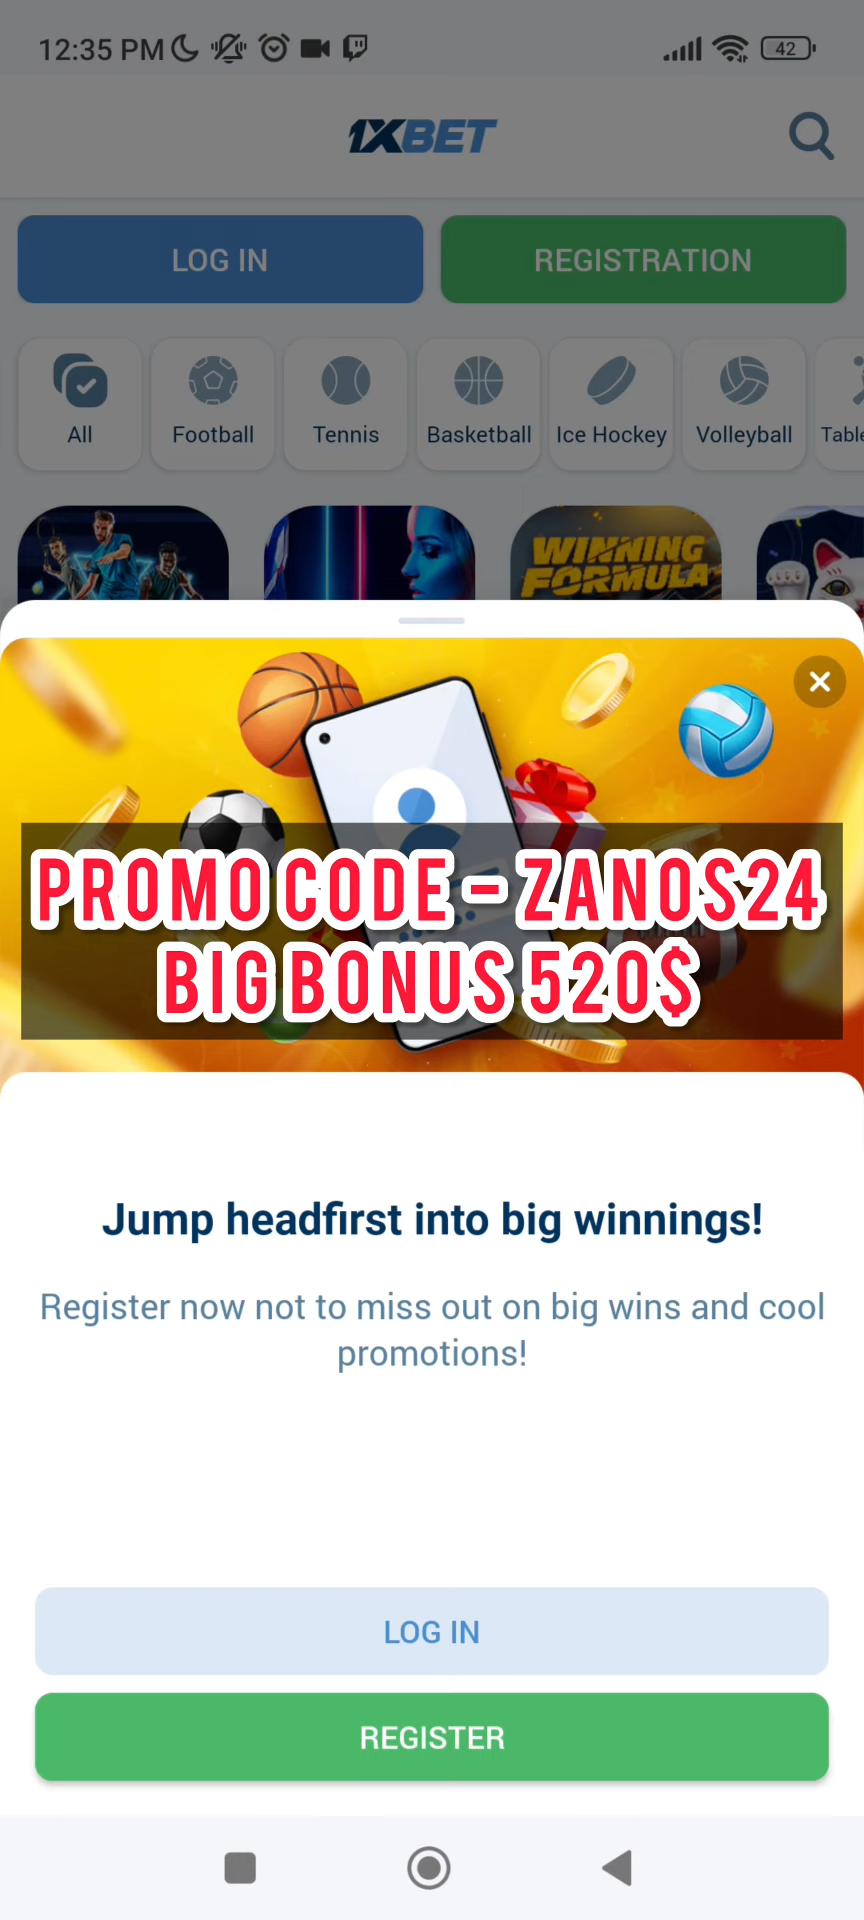 12:35 PM
42
1XBET
LOG IN
REGISTRATION
All
Football
Tennis
Basketball
Ice Hockey
Volleyball
Table
WINNING
FORMULA
PROMO CODE - ZANOS24
BIG BONUS 520$
Jump headfirst into big winnings!
Register now not to miss out on big wins and cool
promotions!
LOG IN
REGISTER